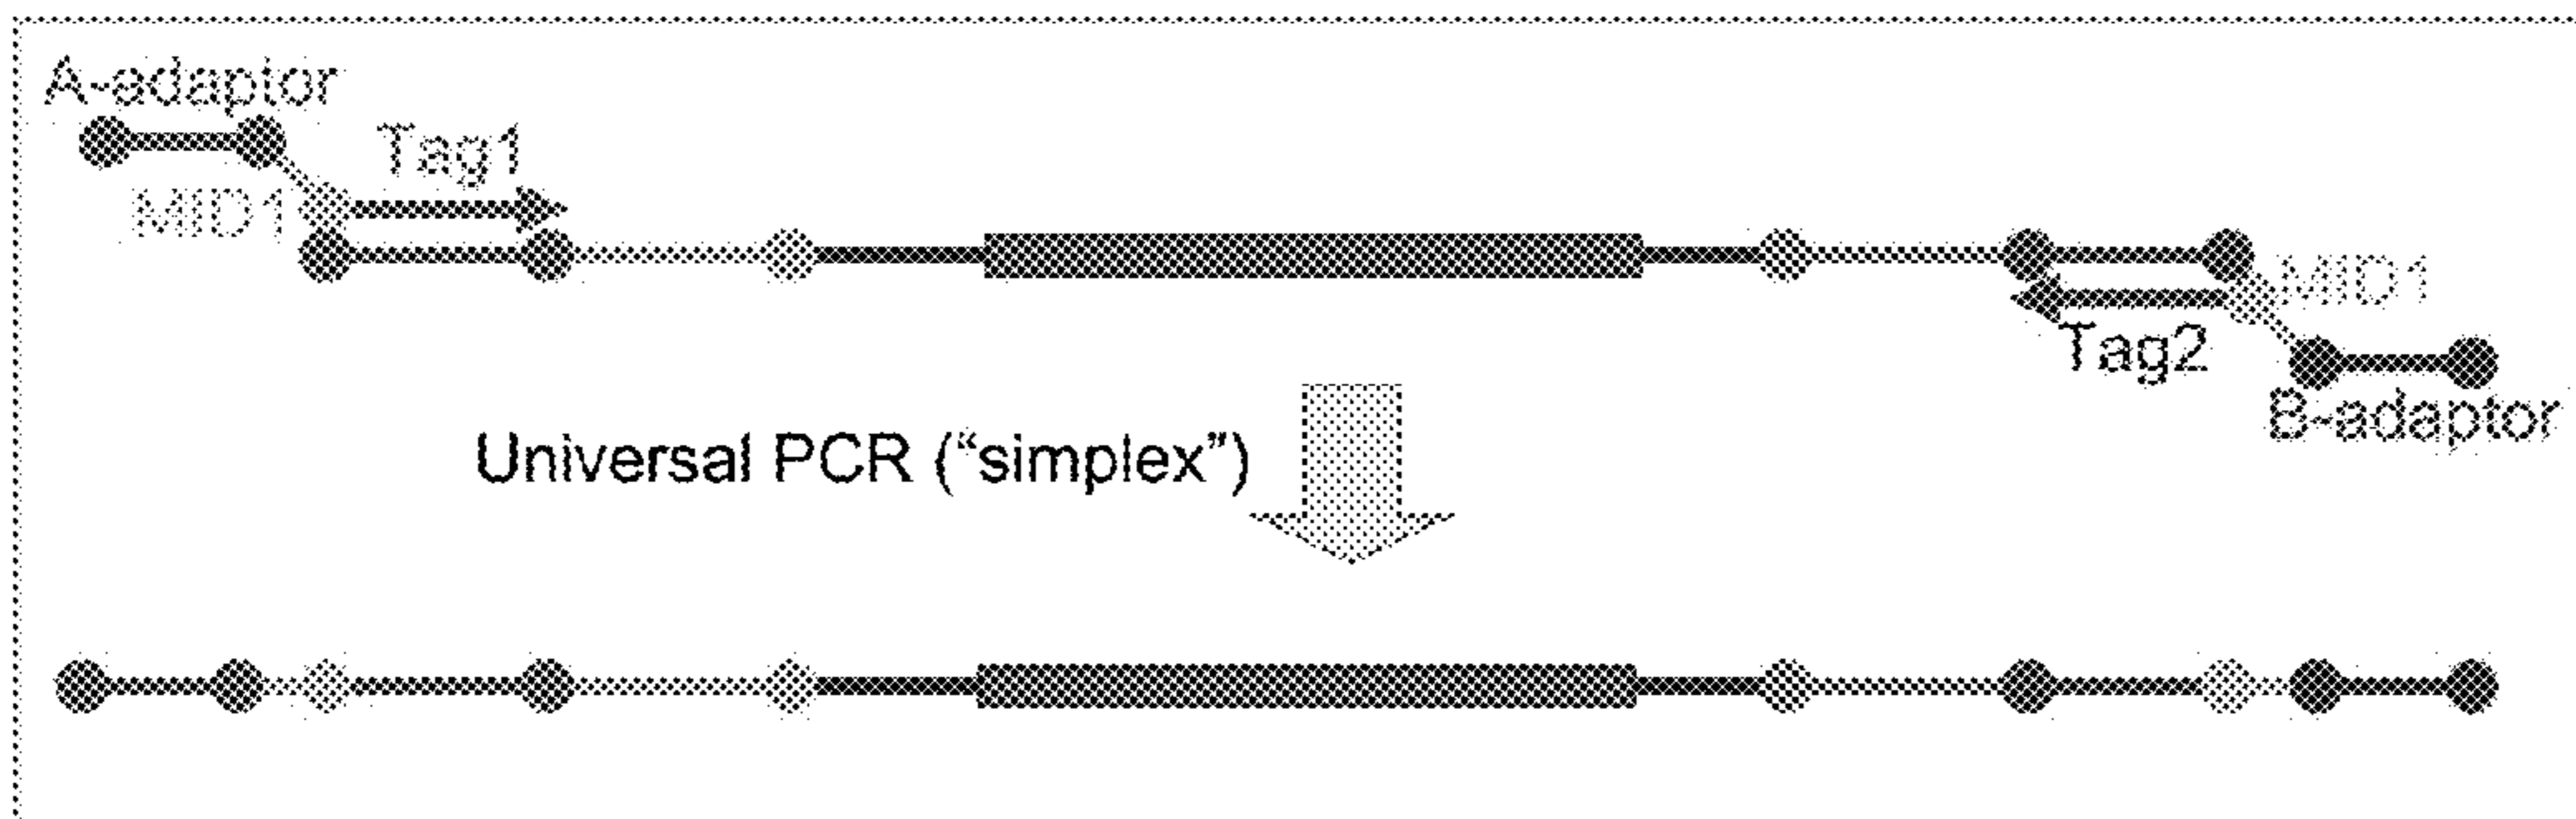 A-adaptor
Tag1
MID1
MID1
Tag2
B-adaptor
Universal PCR (“simplex”)